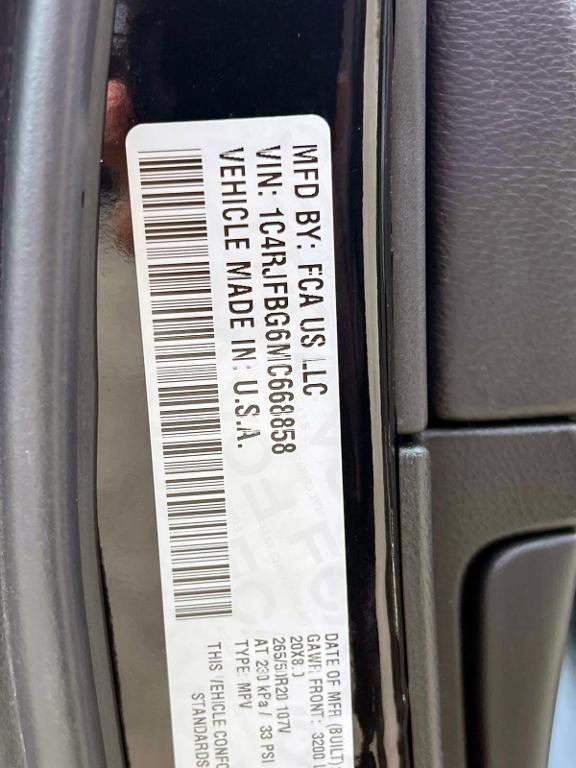 MFD BY: FCA US LLC
VIN: 1C4RJFBG6MC668858
VEHICLE MADE IN: U.S.A.
DATE OF MFR (BUILT)
GAWR FRONT: 3200
20X8.
265/50R20 107V
AT 230 kPa / 33 PSI
TYPE: MPV
THIS VEHICLE
STANDARDS